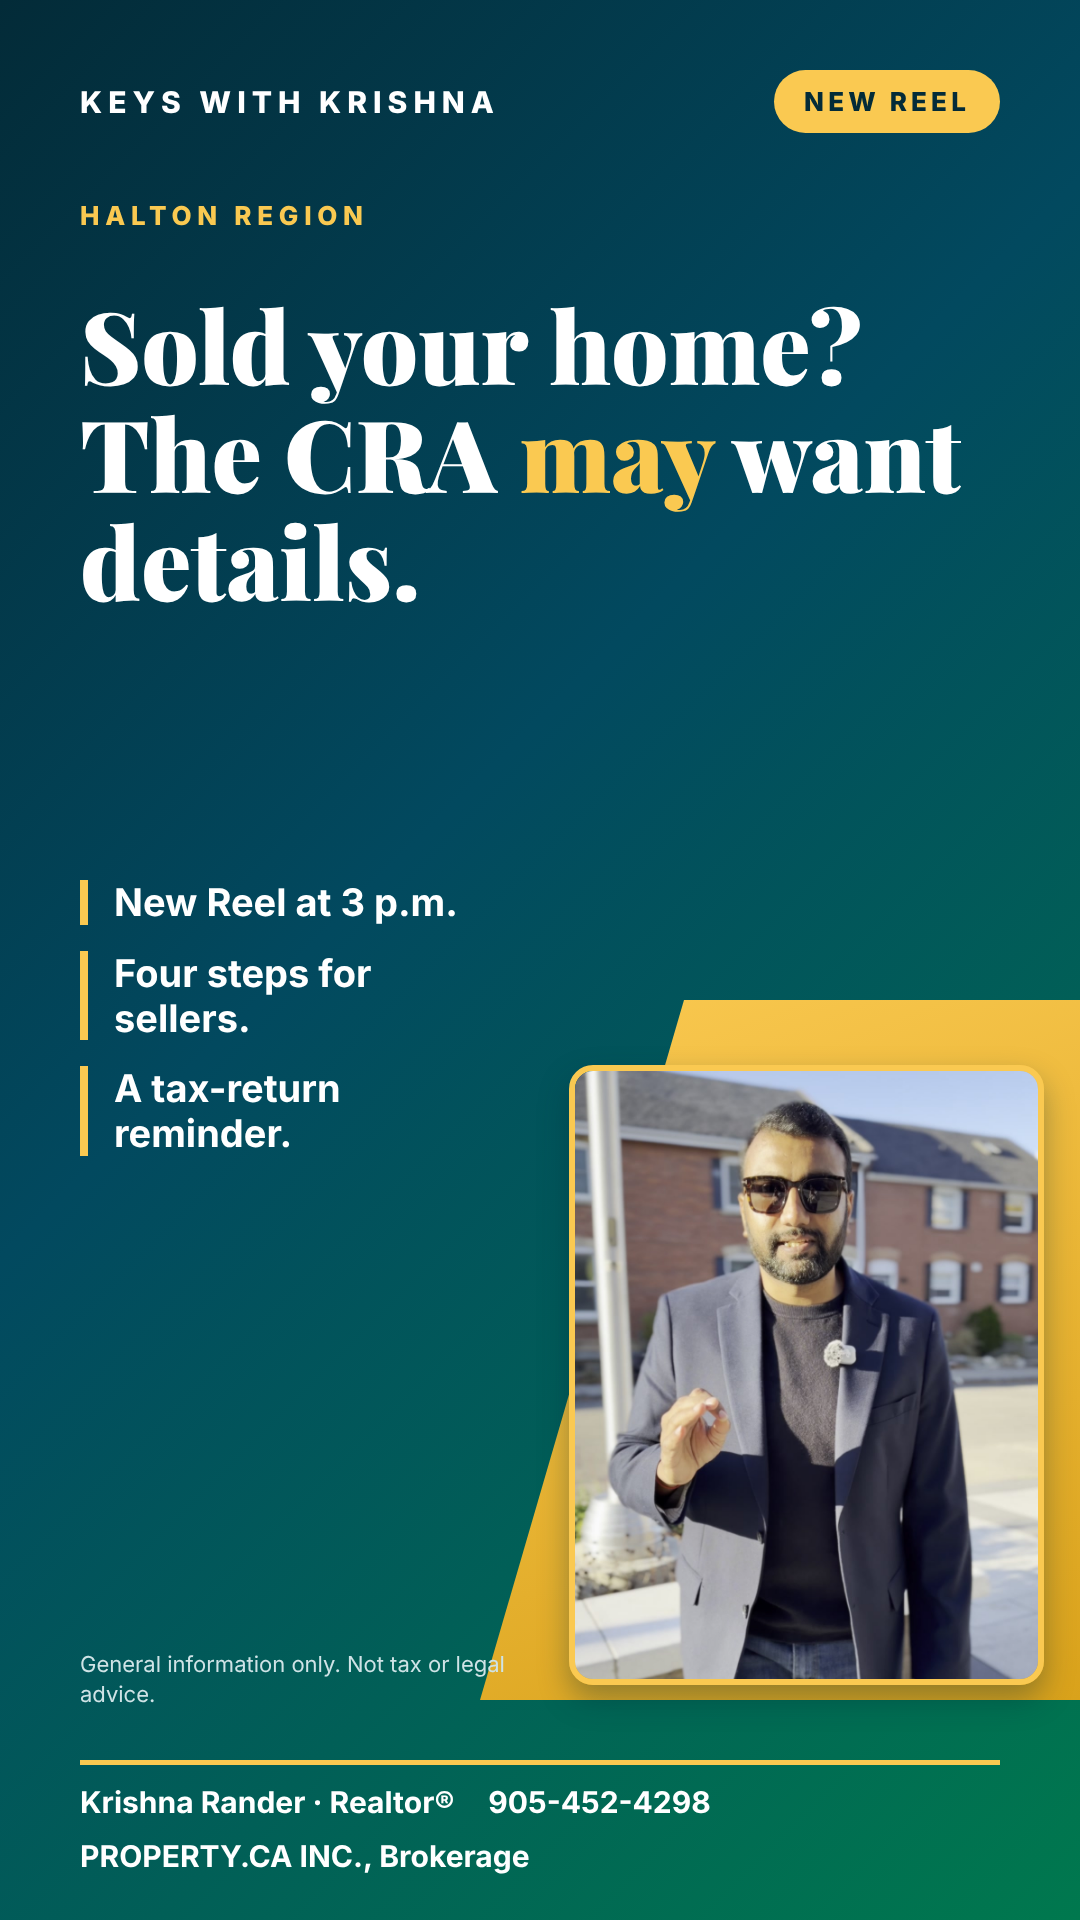 KEYS WITH KRISHNA
NEW REEL
HALTON REGION
Sold your home?
The CRA may want
details.
New Reel at 3 p.m.
Four steps for
sellers.
A tax-return
reminder.
General information only. Not tax or legal
advice.
Krishna Rander · Realtor® 905-452-4298
PROPERTY.CA INC., Brokerage